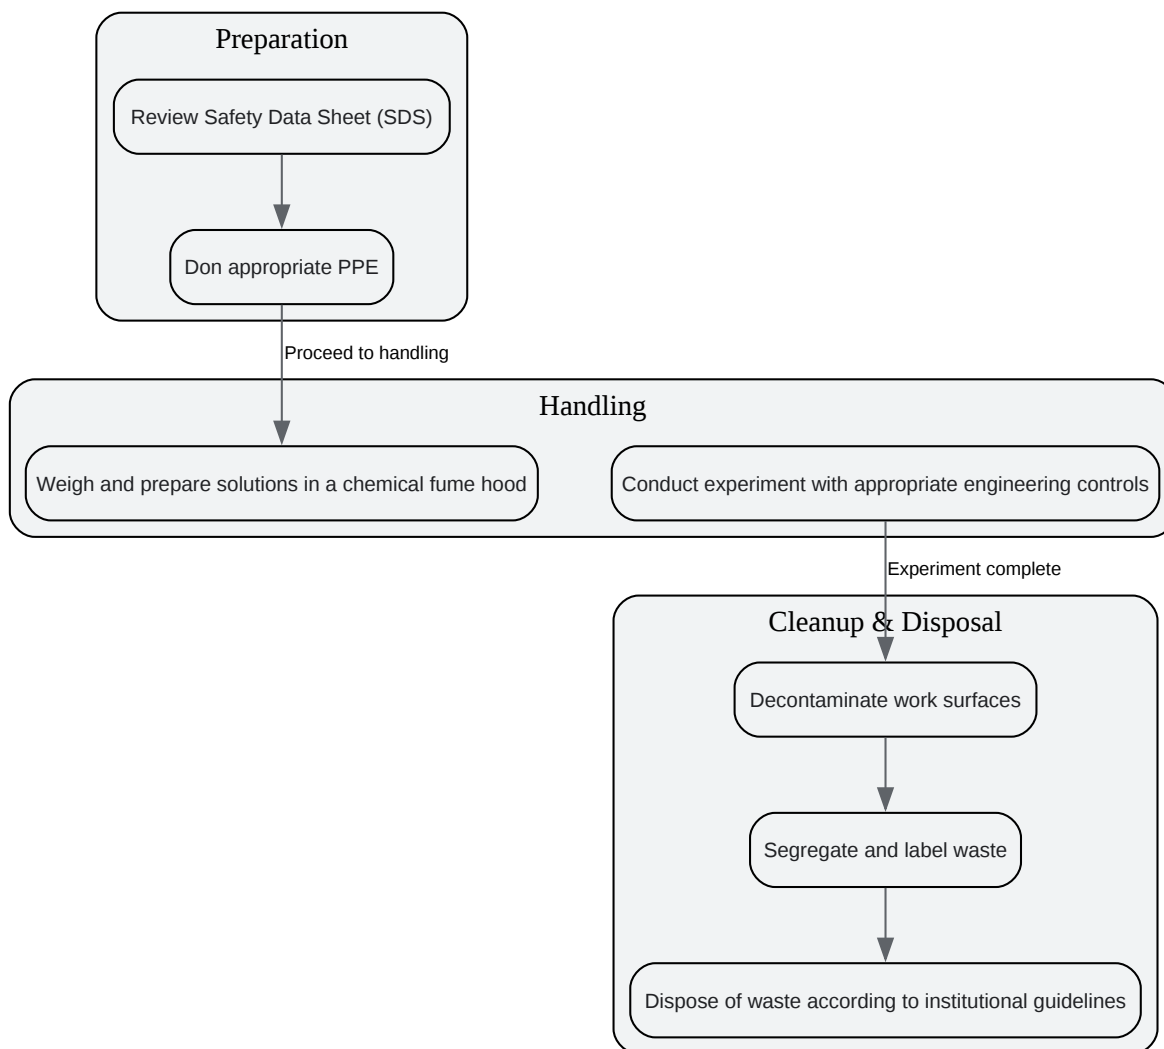 Preparation
Review Safety Data Sheet (SDS)
Don appropriate PPE
Proceed to handling
Handling
Weigh and prepare solutions in a chemical fume hood
Conduct experiment with appropriate engineering controls
Experiment complete
Cleanup & Disposal
Decontaminate work surfaces
Segregate and label waste
Dispose of waste according to institutional guidelines